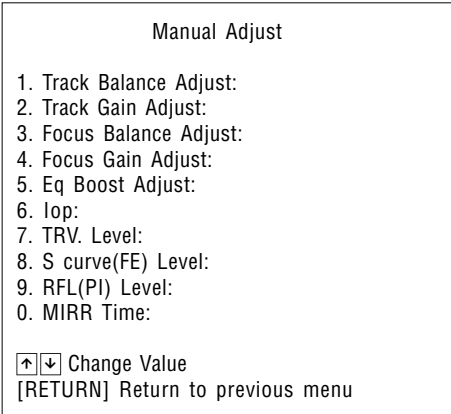 Manual Adjust
1. Track Balance Adjust:
2. Track Gain Adjust:
3. Focus Balance Adjust:
4. Focus Gain Adjust:
5. Eq Boost Adjust:
6. Iop:
7. TRV. Level:
8. S curve(FE) Level:
9. RFL(PI) Level:
0. MIRR Time:
↑ ↓ Change Value
[RETURN] Return to previous menu